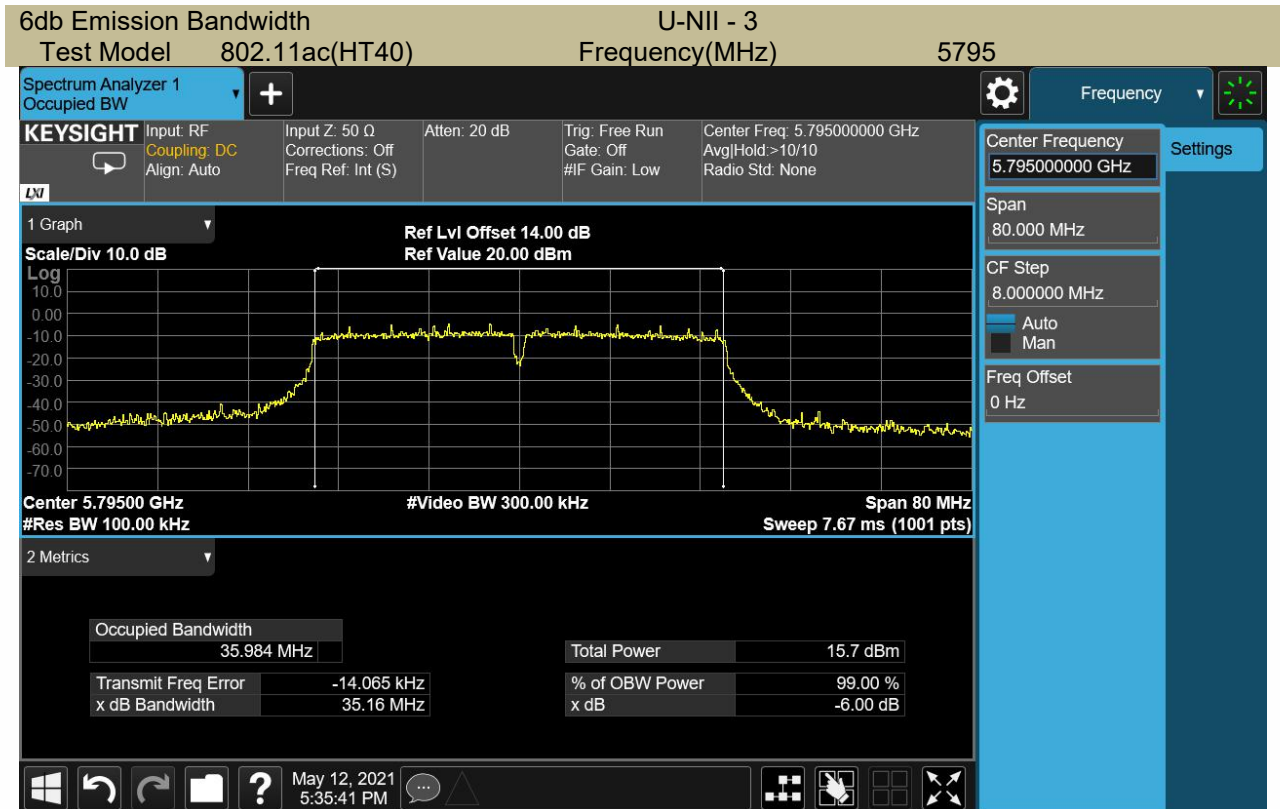 6db Emission Bandwidth U-NII - 3
Test Model 802.11ac(HT40) Frequency(MHz) 5795
Spectrum Analyzer 1
Occupied BW
+
Frequency
KEYSIGHT
LXI
Input: RF
Coupling: DC
Align: Auto
Input Z: 50 Ω
Corrections: Off
Freq Ref: Int (S)
Atten: 20 dB
Trig: Free Run
Gate: Off
#IF Gain: Low
Center Freq: 5.795000000 GHz
Avg|Hold:>10/10
Radio Std: None
Center Frequency
5.795000000 GHz
Settings
Span
80.000 MHz
CF Step
8.000000 MHz
Auto
Man
Freq Offset
0 Hz
1 Graph
Scale/Div 10.0 dB
Ref Lvl Offset 14.00 dB
Ref Value 20.00 dBm
Log
10.0
0.00
-10.0
-20.0
-30.0
-40.0
-50.0
-60.0
-70.0
Center 5.79500 GHz #Video BW 300.00 kHz Span 80 MHz
#Res BW 100.00 kHz Sweep 7.67 ms (1001 pts)
2 Metrics
Occupied Bandwidth
35.984 MHz
Total Power 15.7 dBm
Transmit Freq Error -14.065 kHz % of OBW Power 99.00 %
x dB Bandwidth 35.16 MHz x dB -6.00 dB
?
May 12, 2021
5:35:41 PM